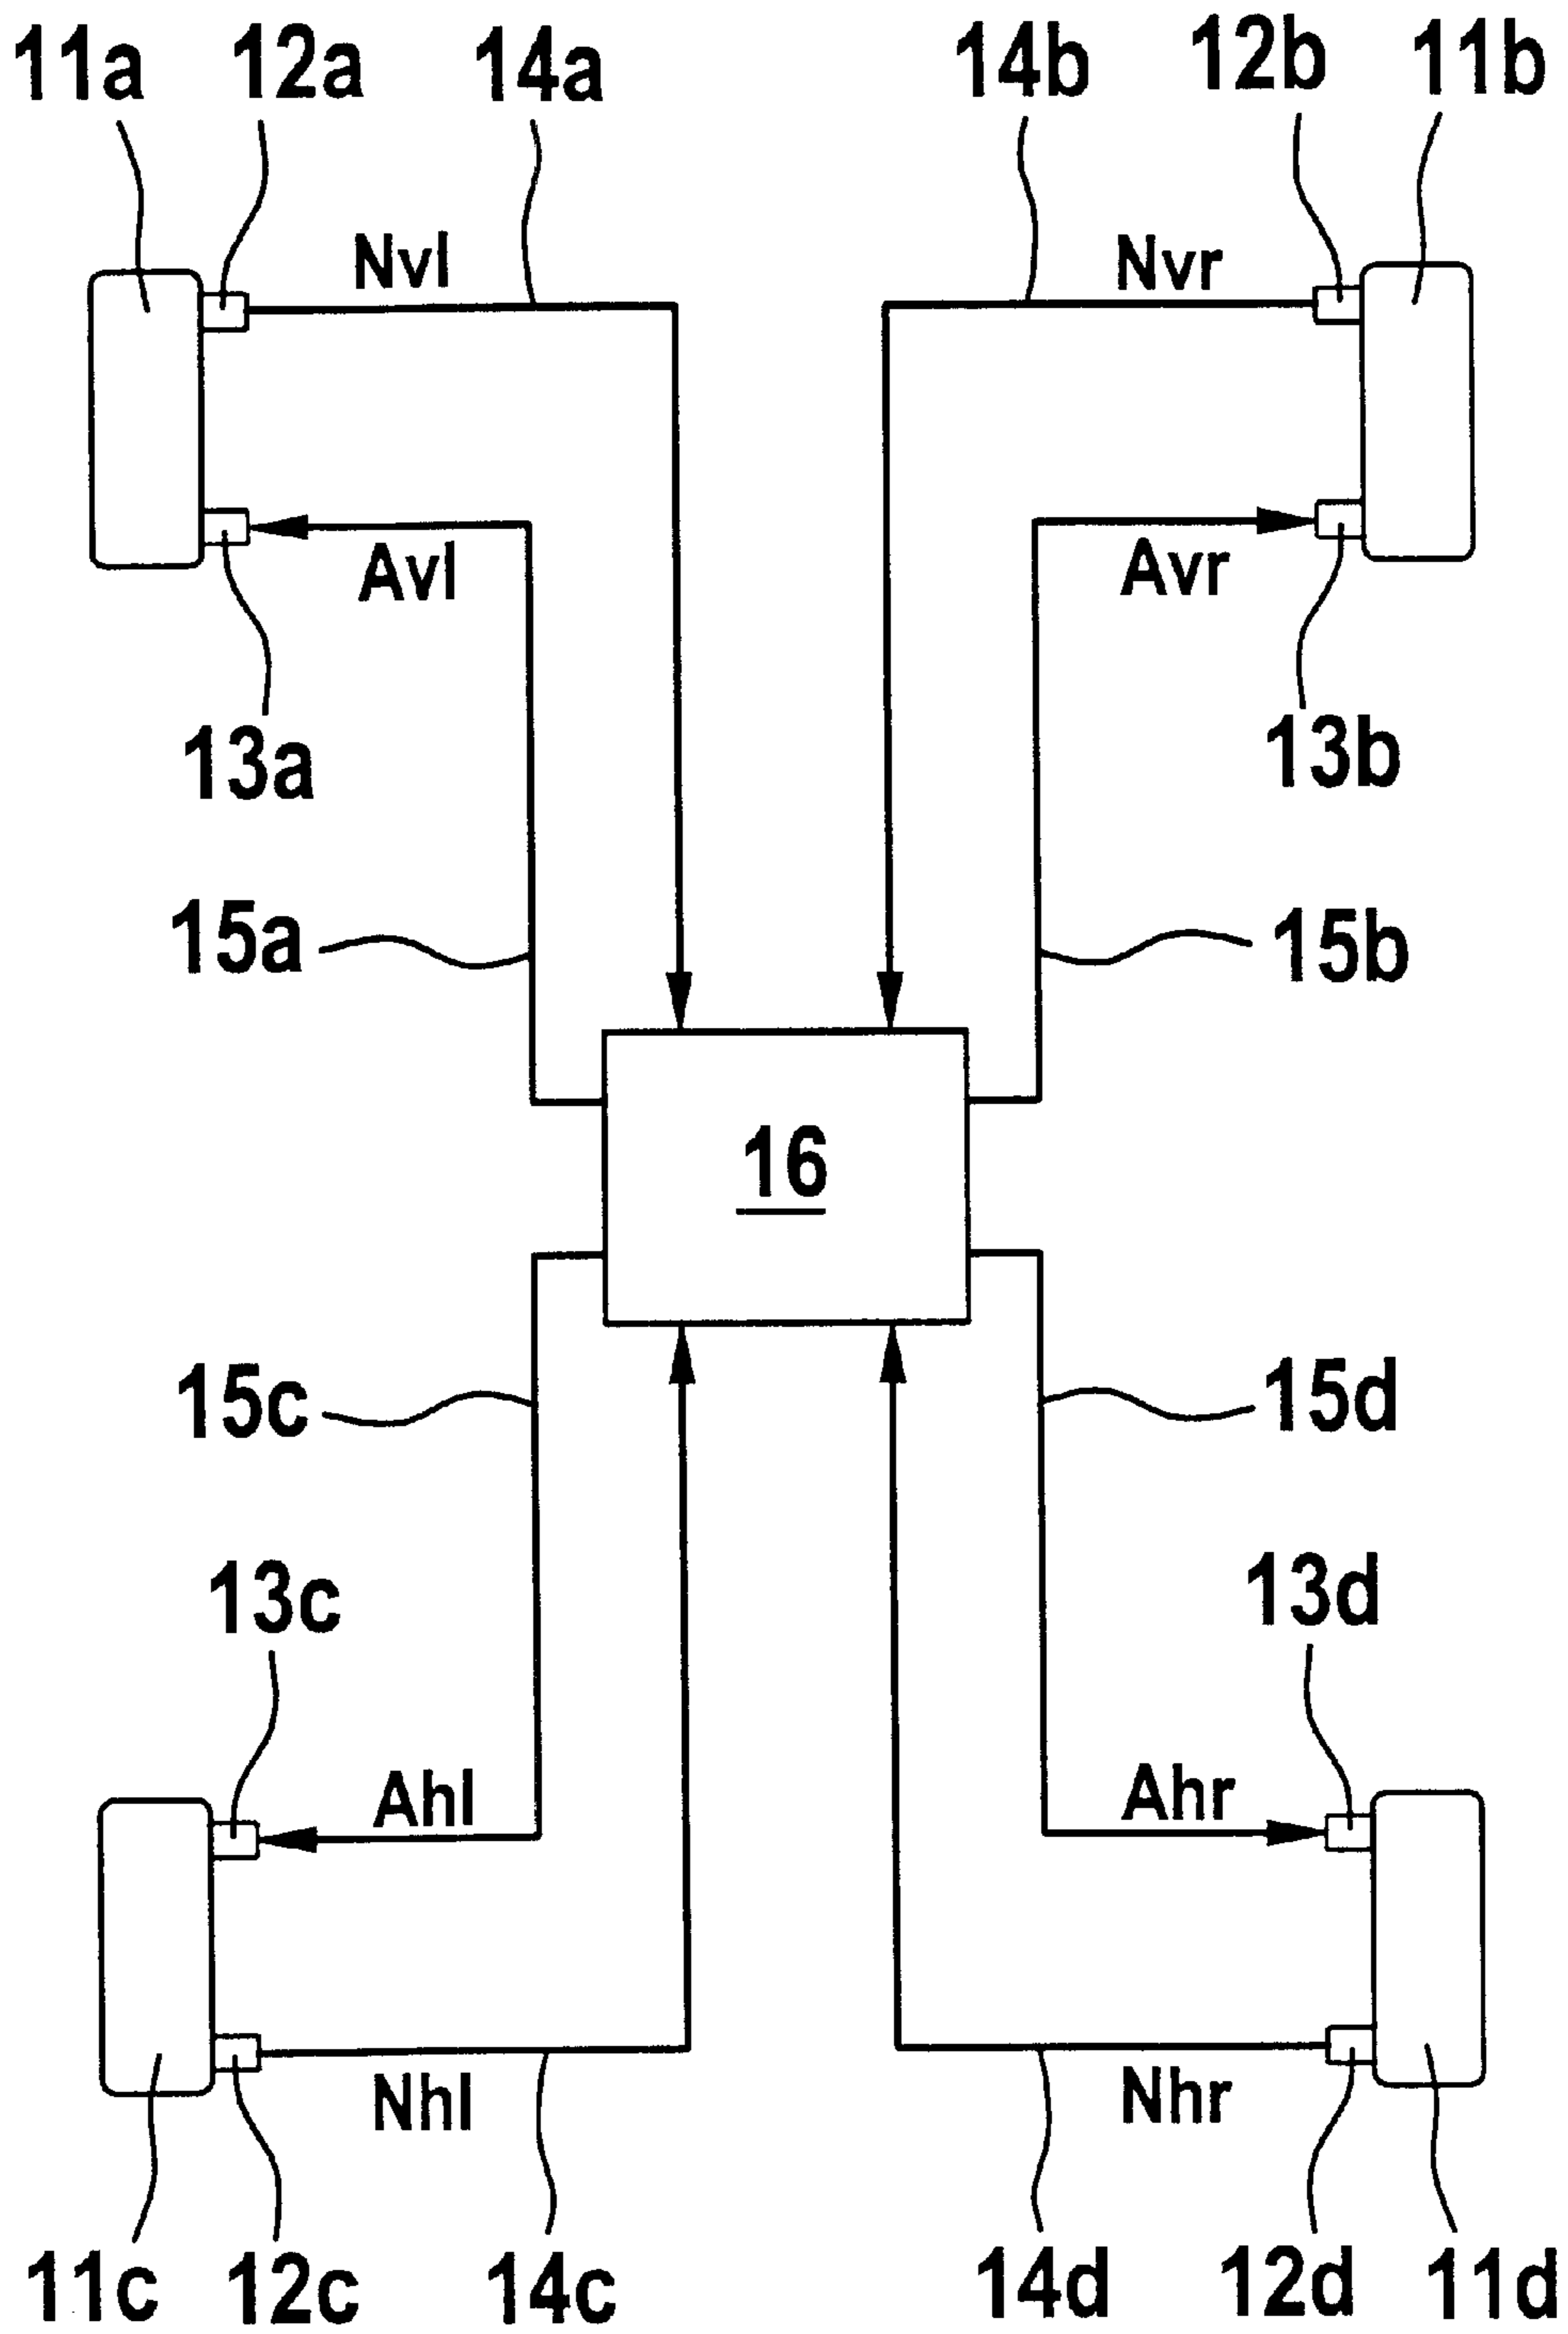 11a 12a 14a 14b 12b 11b
Nvl Nvr
Avl Avr
13a 13b
15a 15b
16
15c 15d
13c 13d
Ahl Ahr
Nhl Nhr
11c 12c 14c 14d 12d 11d